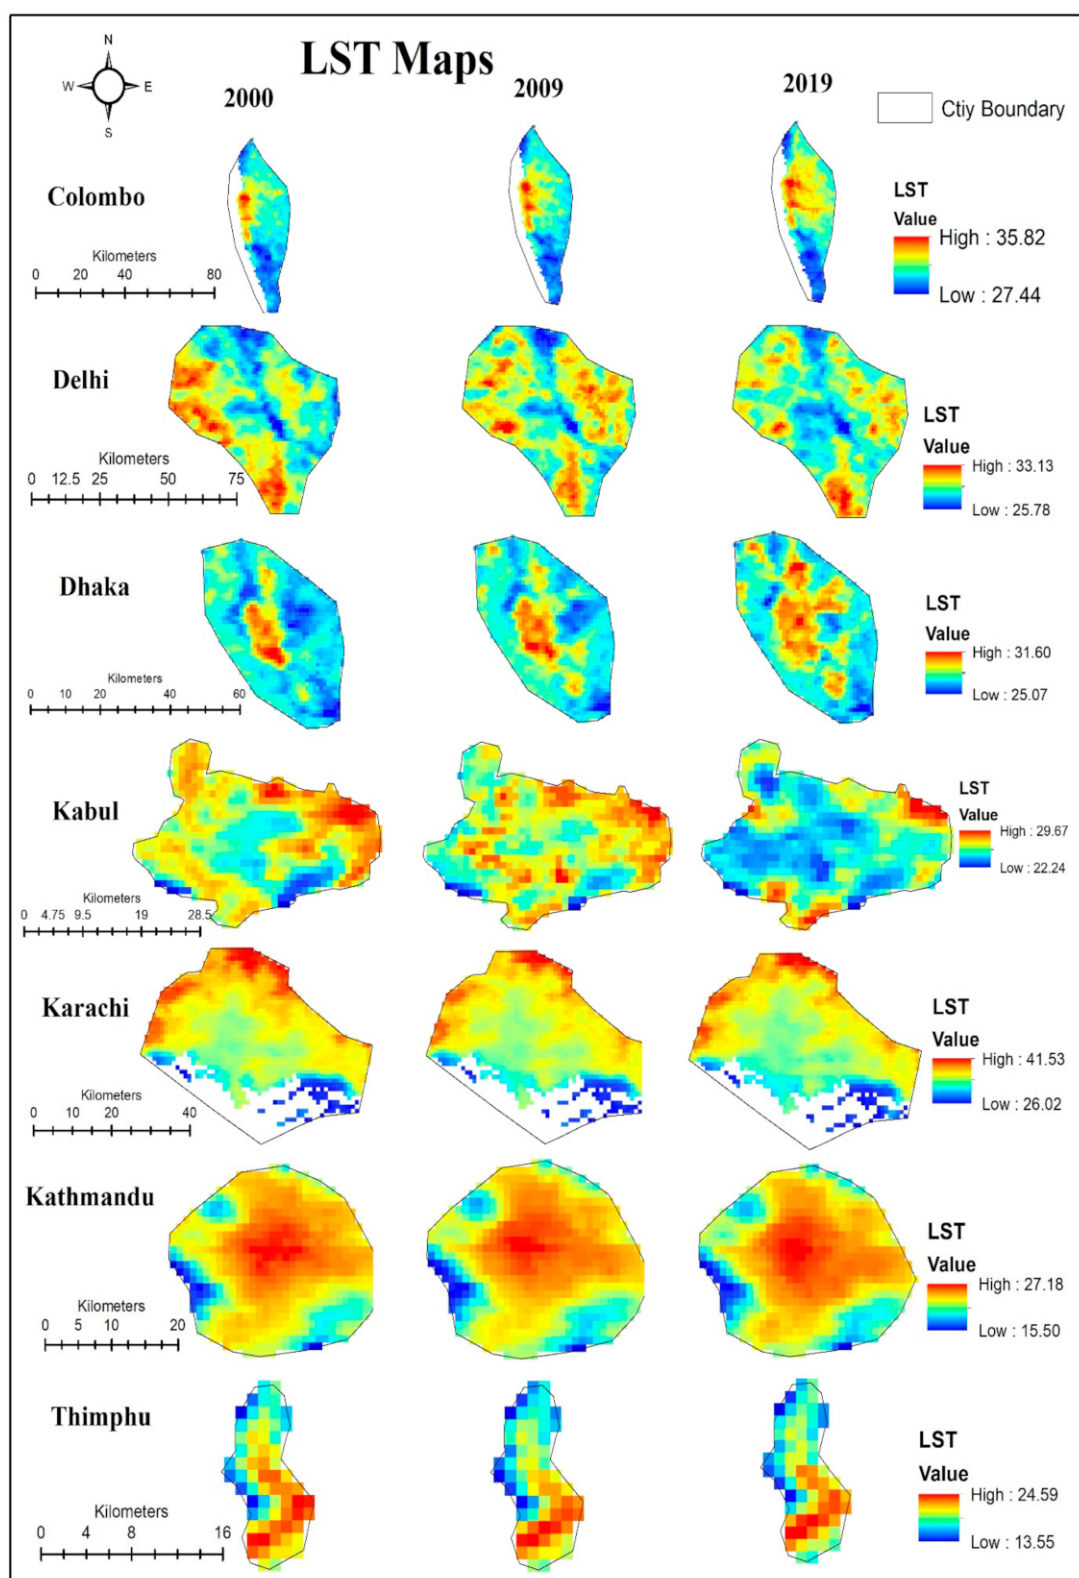 LST Maps
N
W E
S
2000 2009 2019
Ctiy Boundary
Colombo
Kilometers
0 20 40 80
LST
Value
High : 35.82
Low : 27.44
Delhi
Kilometers
0 12.5 25 50 75
LST
Value
High : 33.13
Low : 25.78
Dhaka
Kilometers
0 10 20 40 60
LST
Value
High : 31.60
Low : 25.07
Kabul
Kilometers
0 4.75 9.5 19 28.5
LST
Value
High : 29.67
Low : 22.24
Karachi
Kilometers
0 10 20 40
LST
Value
High : 41.53
Low : 26.02
Kathmandu
Kilometers
0 5 10 20
LST
Value
High : 27.18
Low : 15.50
Thimphu
Kilometers
0 4 8 16
LST
Value
High : 24.59
Low : 13.55